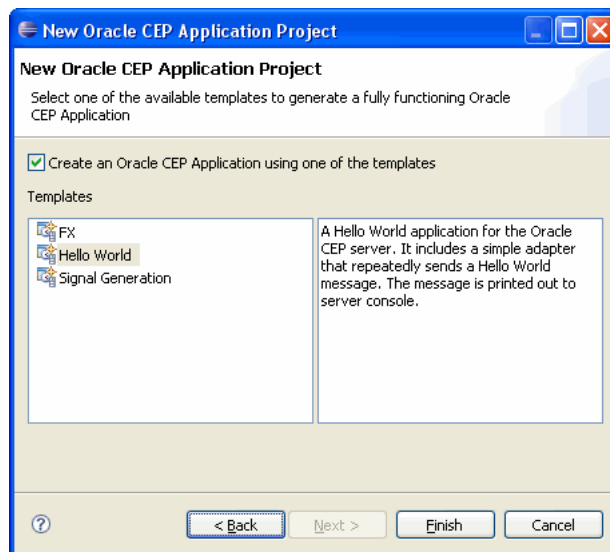 New Oracle CEP Application Project
New Oracle CEP Application Project
Select one of the available templates to generate a fully functioning Oracle
CEP Application
Create an Oracle CEP Application using one of the templates
Templates
FX
Hello World
Signal Generation
A Hello World application for the Oracle
CEP server. It includes a simple adapter
that repeatedly sends a Hello World
message. The message is printed out to
server console.
?
< Back
Next >
Finish
Cancel